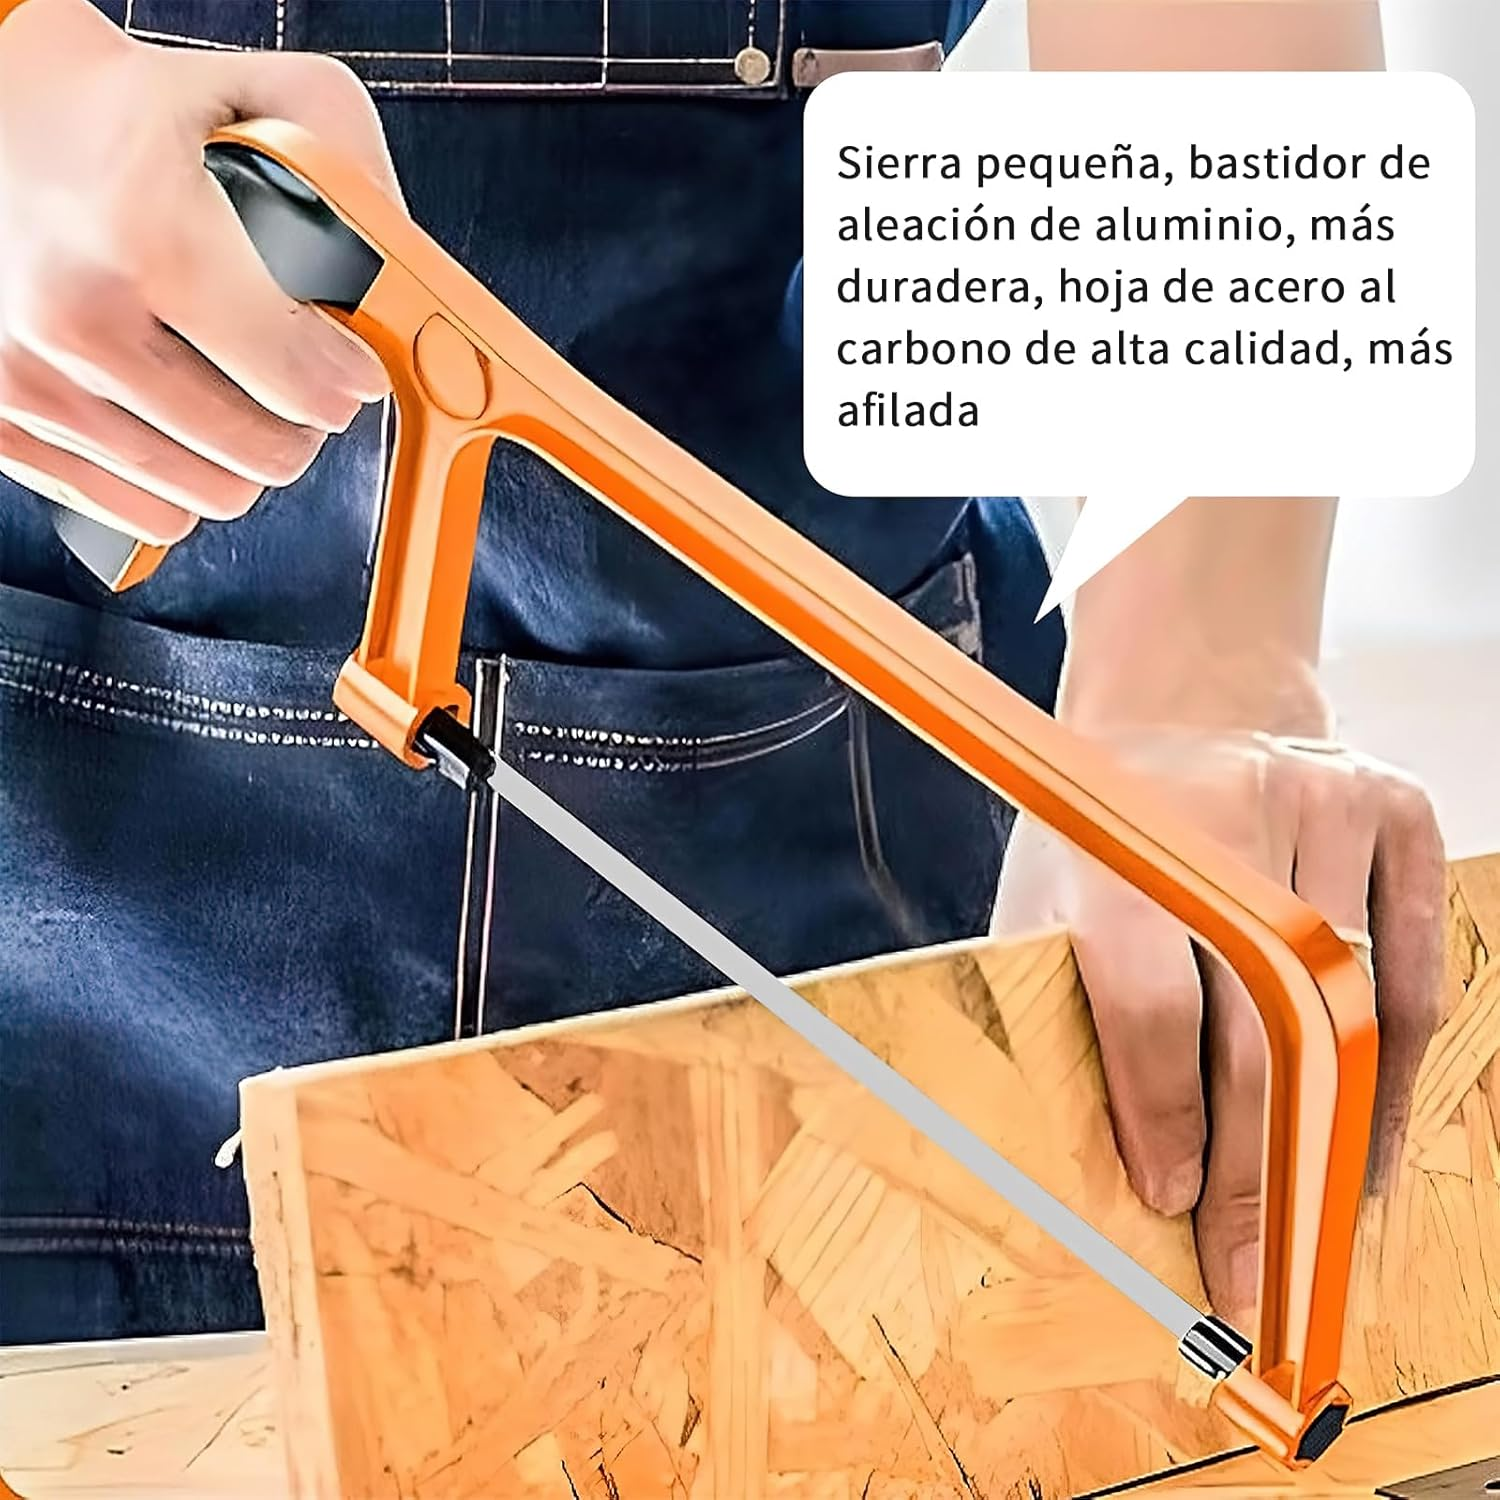 Sierra pequeña, bastidor de
aleación de aluminio, más
duradera, hoja de acero al
carbono de alta calidad, más
afilada